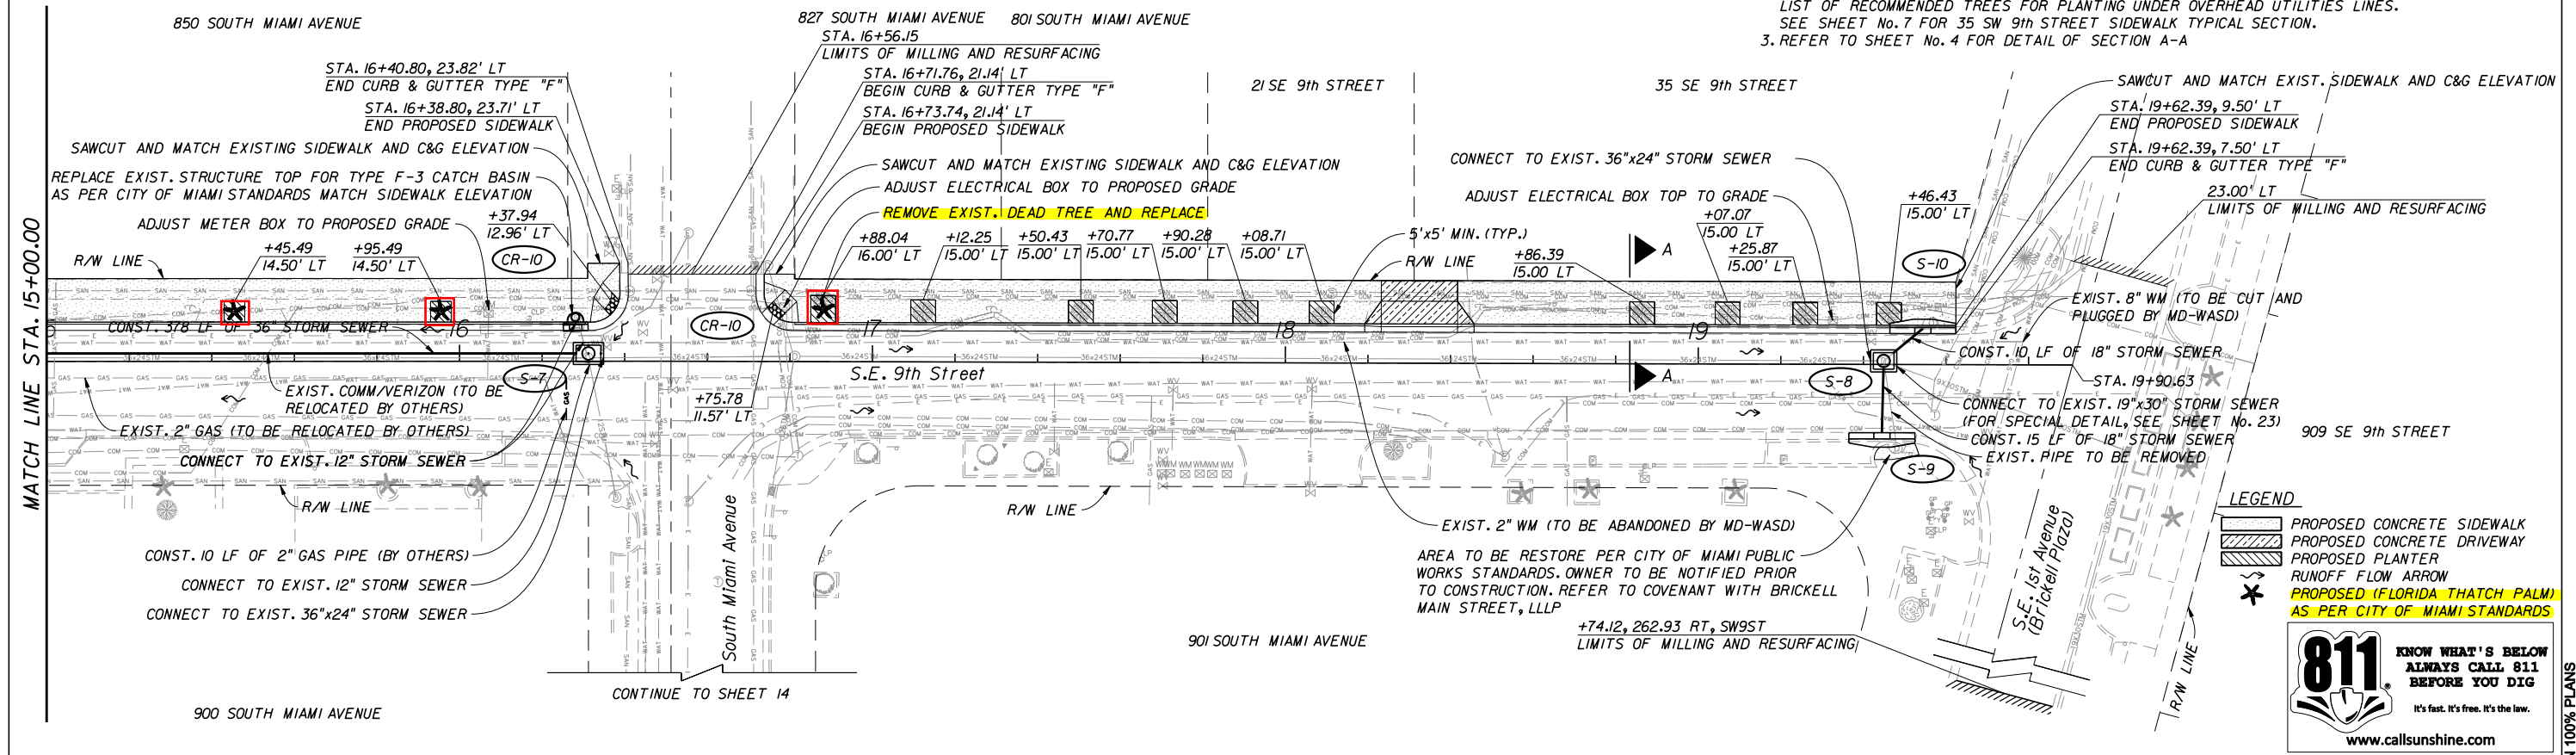 850 SOUTH MIAMI AVENUE
827 SOUTH MIAMI AVENUE
801 SOUTH MIAMI AVENUE
LIST OF RECOMMENDED TREES FOR PLANTING UNDER OVERHEAD UTILITIES LINES.
SEE SHEET No. 7 FOR 35 SW 9th STREET SIDEWALK TYPICAL SECTION.
3. REFER TO SHEET No. 4 FOR DETAIL OF SECTION A-A
STA. 16+56.15
LIMITS OF MILLING AND RESURFACING
STA. 16+40.80, 23.82' LT
END CURB & GUTTER TYPE "F"
STA. 16+38.80, 23.71' LT
END PROPOSED SIDEWALK
SAWCUT AND MATCH EXISTING SIDEWALK AND C&G ELEVATION
REPLACE EXIST. STRUCTURE TOP FOR TYPE F-3 CATCH BASIN
AS PER CITY OF MIAMI STANDARDS MATCH SIDEWALK ELEVATION
ADJUST METER BOX TO PROPOSED GRADE
+37.94
12.96' LT
+45.49
14.50' LT
+95.49
14.50' LT
CR-10
R/W LINE
MATCH LINE STA. 15+00.00
STA. 16+71.76, 21.14' LT
BEGIN CURB & GUTTER TYPE "F"
STA. 16+73.74, 21.14' LT
BEGIN PROPOSED SIDEWALK
SAWCUT AND MATCH EXISTING SIDEWALK AND C&G ELEVATION
ADJUST ELECTRICAL BOX TO PROPOSED GRADE
REMOVE EXIST. DEAD TREE AND REPLACE
+88.04
16.00' LT
+12.25
15.00' LT
+50.43
15.00' LT
+70.77
15.00' LT
+90.28
15.00' LT
+08.71
15.00' LT
5'x5' MIN. (TYP.)
R/W LINE
21 SE 9th STREET
35 SE 9th STREET
CONNECT TO EXIST. 36"x24" STORM SEWER
ADJUST ELECTRICAL BOX TOP TO GRADE
+86.39
15.00 LT
A
+07.07
15.00 LT
+25.87
15.00' LT
+46.43
15.00' LT
S-10
SAWCUT AND MATCH EXIST. SIDEWALK AND C&G ELEVATION
STA. 19+62.39, 9.50' LT
END PROPOSED SIDEWALK
STA. 19+62.39, 7.50' LT
END CURB & GUTTER TYPE "F"
23.00' LT
LIMITS OF MILLING AND RESURFACING
CONST. 378 LF OF 36" STORM SEWER
16
CR-10
17
18
19
EXIST. 8" WM (TO BE CUT AND
PLUGGED BY MD-WASD)
CONST. 10 LF OF 18" STORM SEWER
STA. 19+90.63
S-7
S.E. 9th Street
A
S-8
EXIST. COMM/VERIZON (TO BE
RELOCATED BY OTHERS)
+75.78
11.57' LT
CONNECT TO EXIST. 19"x30" STORM SEWER
(FOR SPECIAL DETAIL, SEE SHEET No. 23)
EXIST. 2" GAS (TO BE RELOCATED BY OTHERS)
CONST. 15 LF OF 18" STORM SEWER
EXIST. PIPE TO BE REMOVED
909 SE 9th STREET
CONNECT TO EXIST. 12" STORM SEWER
S-9
R/W LINE
R/W LINE
EXIST. 2" WM (TO BE ABANDONED BY MD-WASD)
CONST. 10 LF OF 2" GAS PIPE (BY OTHERS)
CONNECT TO EXIST. 12" STORM SEWER
CONNECT TO EXIST. 36"x24" STORM SEWER
South Miami Avenue
AREA TO BE RESTORE PER CITY OF MIAMI PUBLIC
WORKS STANDARDS. OWNER TO BE NOTIFIED PRIOR
TO CONSTRUCTION. REFER TO COVENANT WITH BRICKELL
MAIN STREET, LLLP
+74.12, 262.93 RT, SW9ST
LIMITS OF MILLING AND RESURFACING
901 SOUTH MIAMI AVENUE
S.E. 1st Avenue
(Brickell Plaza)
R/W LINE
CONTINUE TO SHEET 14
900 SOUTH MIAMI AVENUE
LEGEND
PROPOSED CONCRETE SIDEWALK
PROPOSED CONCRETE DRIVEWAY
PROPOSED PLANTER
RUNOFF FLOW ARROW
PROPOSED (FLORIDA THATCH PALM)
AS PER CITY OF MIAMI STANDARDS
811
KNOW WHAT'S BELOW
ALWAYS CALL 811
BEFORE YOU DIG
It's fast. It's free. It's the law.
www.callsunshine.com
100% PLANS